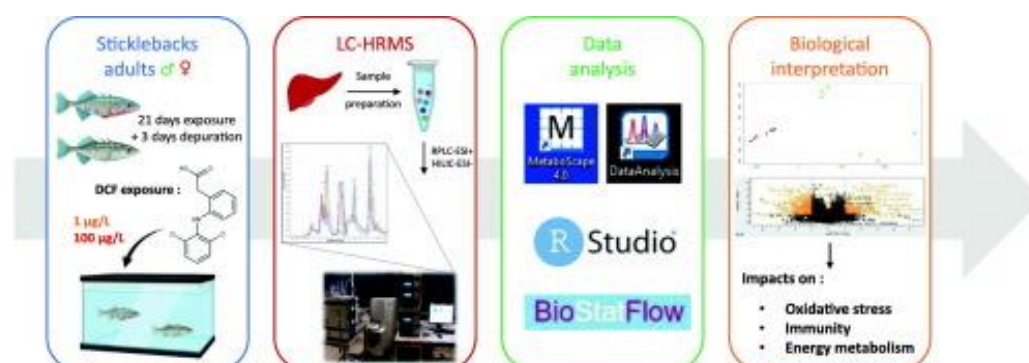 Sticklebacks
adults ♂ ♀
21 days exposure
+ 3 days depuration
DCF exposure :
1 µg/L
100 µg/L
LC-HRMS
Sample
preparation
RPLC-ESI+
HILIC-ESI-
Data
analysis
M
MetaboScape
4.0
DataAnalysis
R Studio
BioStatFlow
Biological
interpretation
Impacts on :
• Oxidative stress
• Immunity
• Energy metabolism